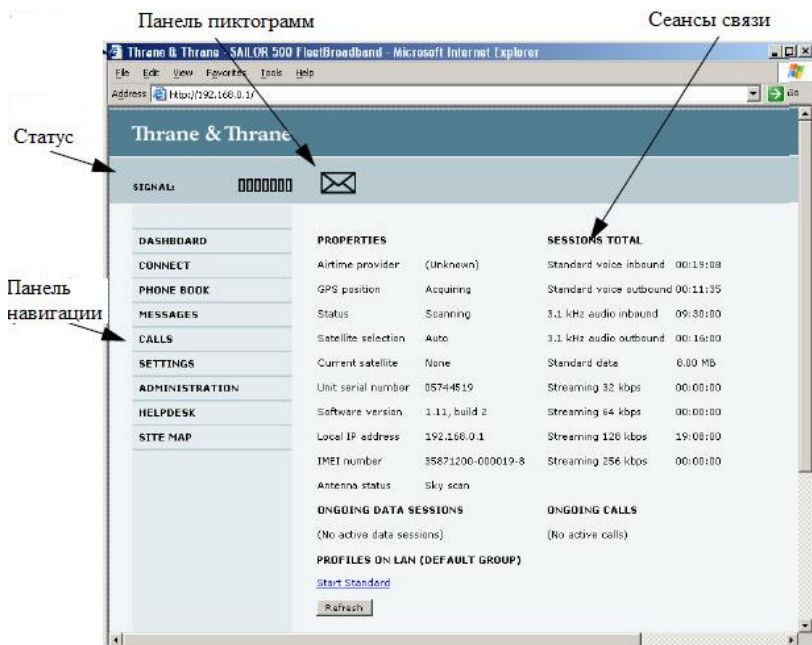 Панель пиктограмм
Сеансы связи
Thrane & Thrane - SAILOR 500 FleetBroadband - Microsoft Internet Explorer
File Edit View Favorites Tools Help
Address http://192.168.0.1/ Go
Thrane & Thrane
Статус
SIGNAL:
Панель
навигации
DASHBOARD
CONNECT
PHONE BOOK
MESSAGES
CALLS
SETTINGS
ADMINISTRATION
HELPDESK
SITE MAP
PROPERTIES
Airtime provider (Unknown)
GPS position Acquiring
Status Scanning
Satellite selection Auto
Current satellite None
Unit serial number 05744519
Software version 1.11, build 2
Local IP address 192.168.0.1
IMEI number 35871200-000019-8
Antenna status Sky scan
SESSIONS TOTAL
Standard voice inbound 00:19:08
Standard voice outbound 00:11:35
3.1 kHz audio inbound 09:30:00
3.1 kHz audio outbound 00:16:00
Standard data 8.00 MB
Streaming 32 kbps 00:00:00
Streaming 64 kbps 00:00:00
Streaming 128 kbps 19:08:00
Streaming 256 kbps 00:00:00
ONGOING DATA SESSIONS
(No active data sessions)
ONGOING CALLS
(No active calls)
PROFILES ON LAN (DEFAULT GROUP)
Start Standard
Refresh